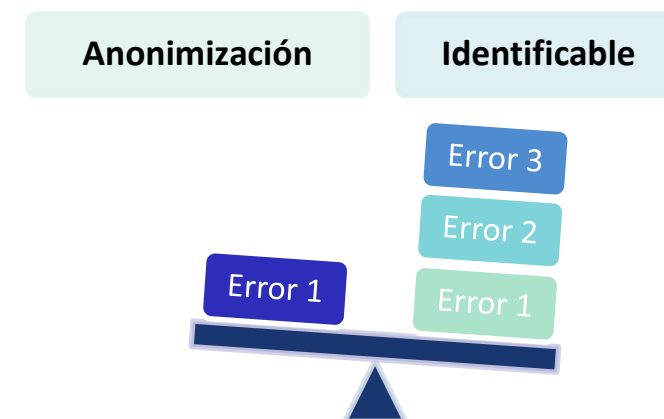 Anonimización
Identificable
Error 3
Error 2
Error 1
Error 1